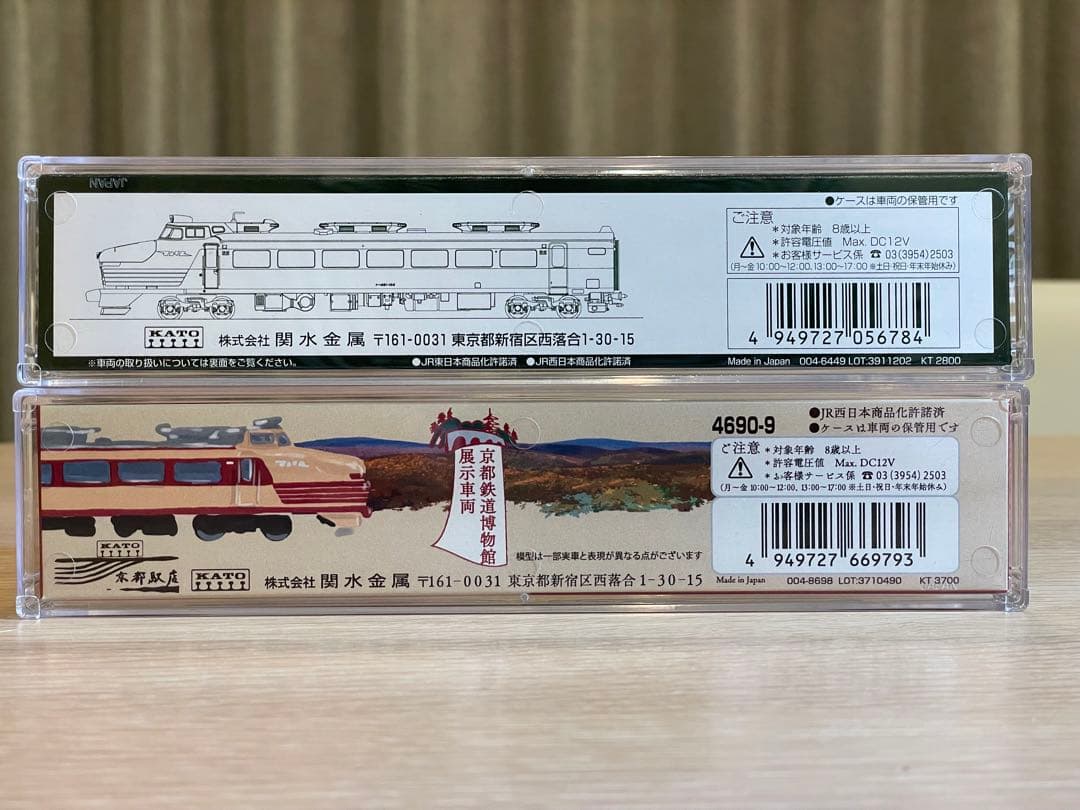 JAPAN
●ケースは車両の保管用です
ご注意
*対象年齢 8歳以上
*許容電圧値 Max. DC12V
*お客様サービス係 ☎ 03(3954)2503
(月〜金 10:00〜12:00、13:00〜17:00 ※土日・祝日・年末年始休み)
4 949727 056784
KATO
株式会社 関水金属 〒161-0031 東京都新宿区西落合1-30-15
※車両の取り扱いについては裏面をご覧ください。
●JR東日本商品化許諾済 ●JR西日本商品化許諾済
Made in Japan 004-6449 LOT:3911202 KT 2800
4690-9
●JR西日本商品化許諾済
●ケースは車両の保管用です
京都鉄道博物館
展示車両
ご注意
*対象年齢 8歳以上
*許容電圧値 Max. DC12V
*お客様サービス係 ☎ 03(3954)2503
(月〜金 10:00〜12:00、13:00〜17:00 ※土日・祝日・年末年始休み)
4 949727 669793
模型は一部実車と表現が異なる点がございます
KATO
京都駅店
KATO
株式会社 関水金属 〒161-0031 東京都新宿区西落合1-30-15
Made in Japan 004-8698 LOT:3710490 KT 3700